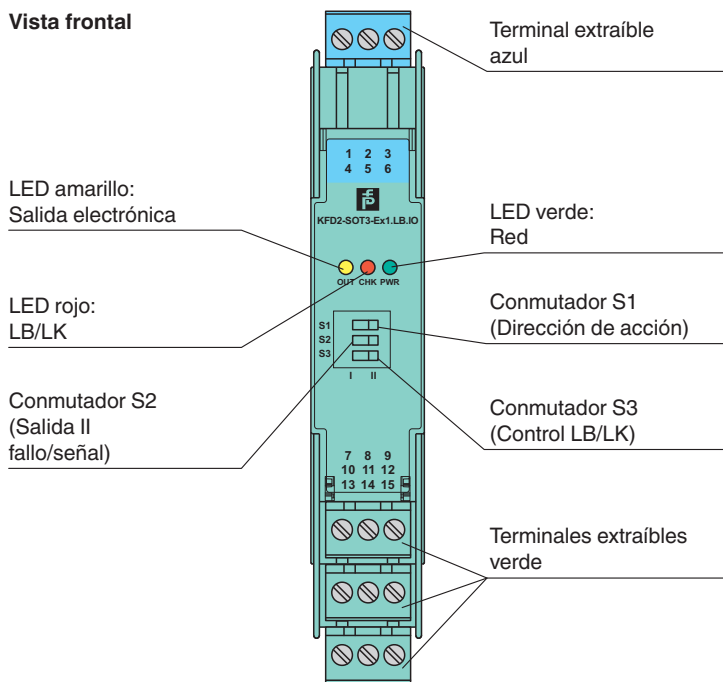 Vista frontal
Terminal extraíble
azul
1 2 3
4 5 6
LED amarillo:
Salida electrónica
KFD2-SOT3-Ex1.LB.IO
LED verde:
Red
OUT CHK PWR
LED rojo:
LB/LK
Conmutador S1
(Dirección de acción)
S1
S2
S3
I II
Conmutador S2
(Salida II
fallo/señal)
Conmutador S3
(Control LB/LK)
7 8 9
10 11 12
13 14 15
Terminales extraíbles
verde